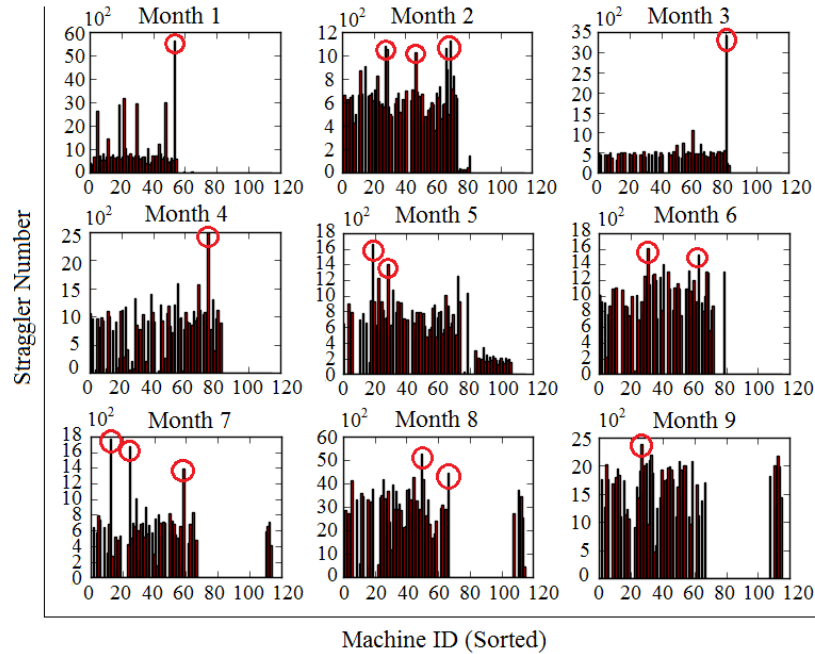 Month 1 Month 2 Month 3
10² 10² 10²
60 50 40 30 20 10 0
12 10 8 6 4 2 0
35 30 25 20 15 10 5 0
0 20 40 60 80 100 120
0 20 40 60 80 100 120
0 20 40 60 80 100 120
Month 4 Month 5 Month 6
10² 10² 10²
25 20 15 10 5 0
18 16 14 12 10 8 6 4 2 0
18 16 14 12 10 8 6 4 2 0
0 20 40 60 80 100 120
0 20 40 60 80 100 120
0 20 40 60 80 100 120
Month 7 Month 8 Month 9
10² 10² 10²
18 16 14 12 10 8 6 4 2 0
60 50 40 30 20 10 0
25 20 15 10 5 0
0 20 40 60 80 100 120
0 20 40 60 80 100 120
0 20 40 60 80 100 120
Straggler Number
Machine ID (Sorted)